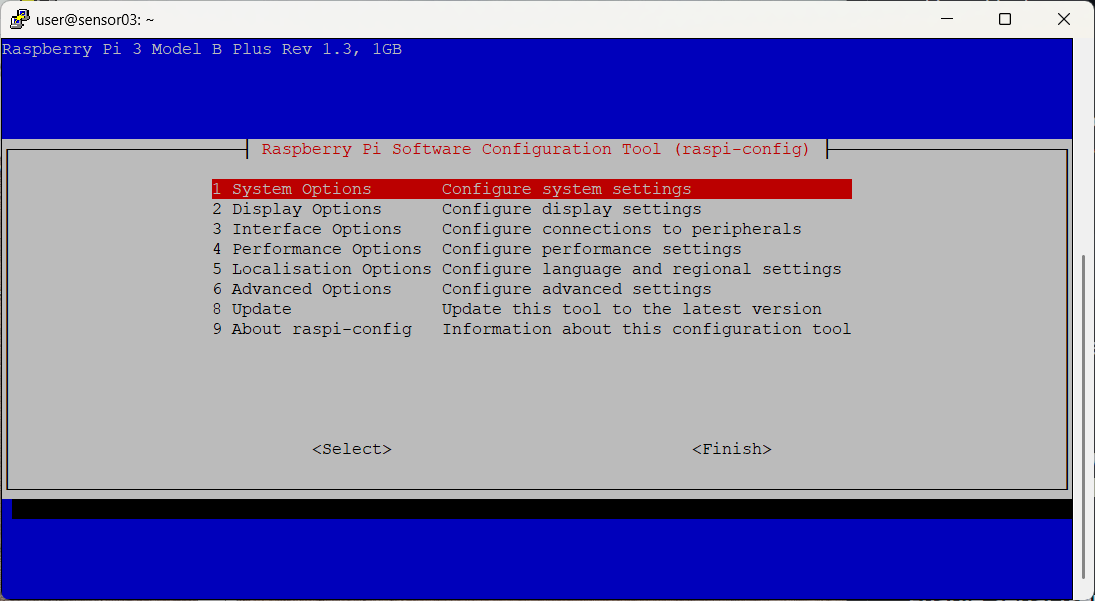 user@sensor03: ~
Raspberry Pi 3 Model B Plus Rev 1.3, 1GB
Raspberry Pi Software Configuration Tool (raspi-config)
1 System Options       Configure system settings
2 Display Options      Configure display settings
3 Interface Options    Configure connections to peripherals
4 Performance Options  Configure performance settings
5 Localisation Options Configure language and regional settings
6 Advanced Options     Configure advanced settings
8 Update               Update this tool to the latest version
9 About raspi-config   Information about this configuration tool
<Select> <Finish>